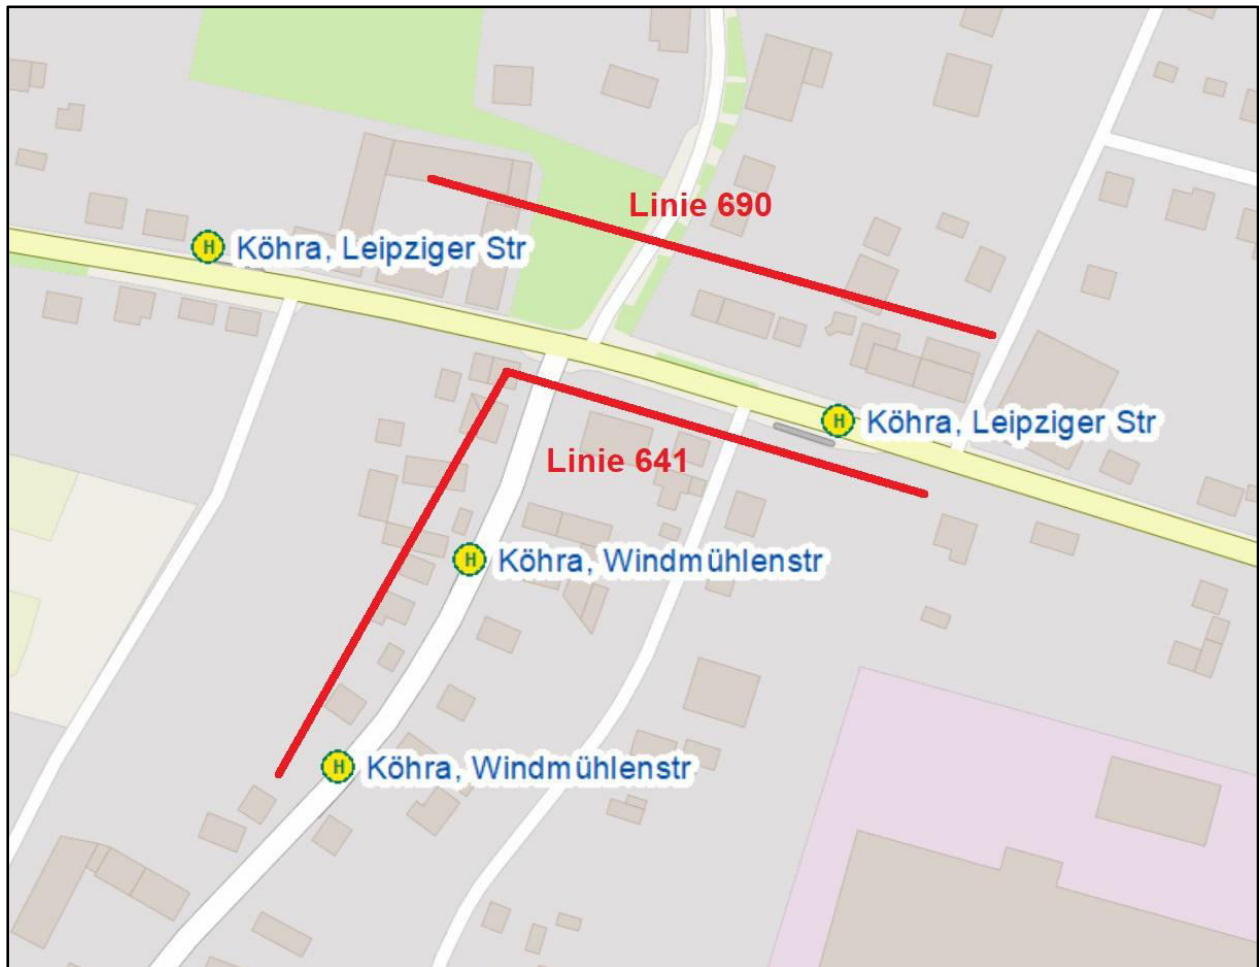 Linie 690
H Köhra, Leipziger Str
H Köhra, Leipziger Str
Linie 641
H Köhra, Windmühlenstr
H Köhra, Windmühlenstr